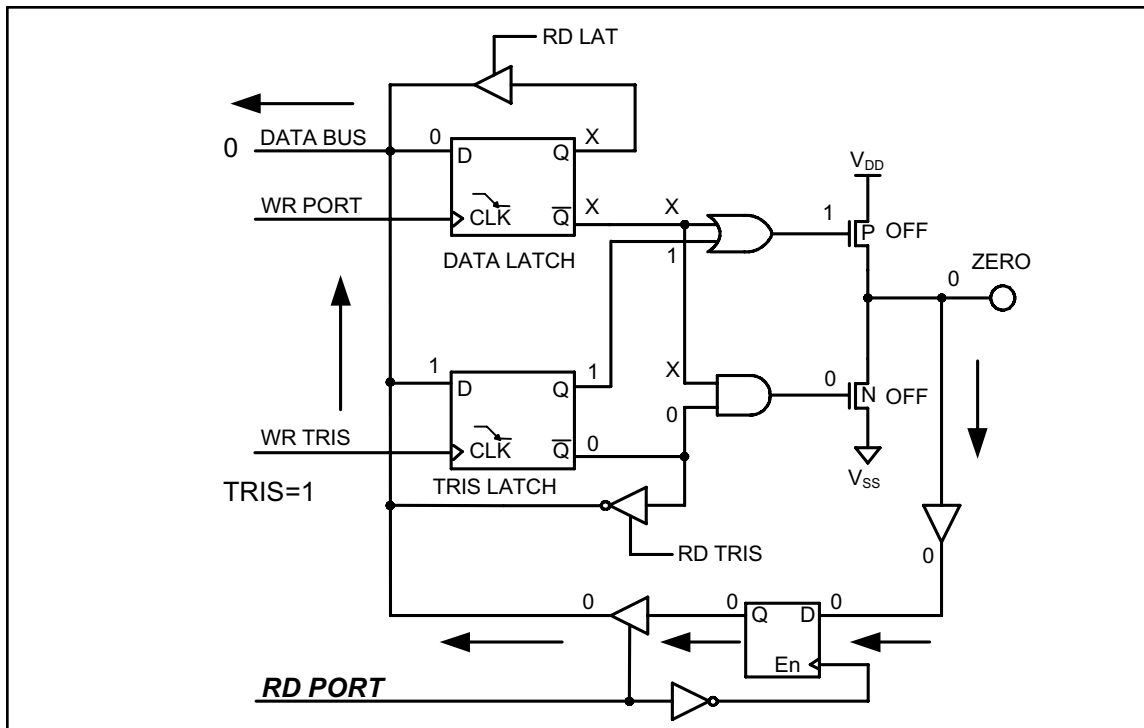 RD LAT
0 DATA BUS
0
D
Q
X
WR PORT
CLK
Q̅
X
X
1
DATA LATCH
V_DD
1
P OFF
ZERO
0
1
D
Q
1
X
0
0
N OFF
WR TRIS
CLK
Q̅
0
TRIS=1
TRIS LATCH
V_SS
RD TRIS
0
0
0
Q D
0
En
RD PORT